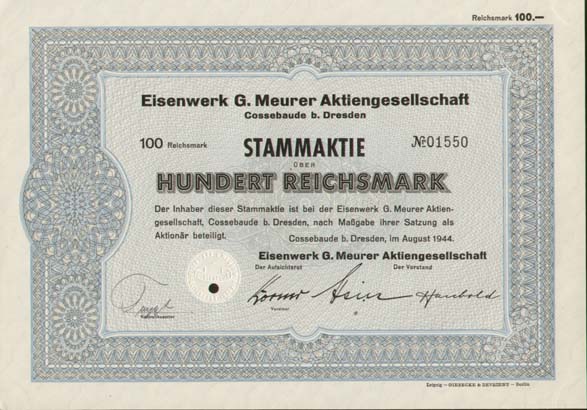 Reichsmark 100.—
Eisenwerk G. Meurer Aktiengesellschaft
Cossebaude b. Dresden
100 Reichsmark STAMMAKTIE №01550
ÜBER
HUNDERT REICHSMARK
Der Inhaber dieser Stammaktie ist bei der Eisenwerk G. Meurer Aktien-
gesellschaft, Cossebaude b. Dresden, nach Maßgabe ihrer Satzung als
Aktionär beteiligt. Cossebaude b. Dresden, im August 1944.
Eisenwerk G. Meurer Aktiengesellschaft
Der Aufsichtsrat Der Vorstand
Hanbold
Vorsitzer
Kontrollbeamter
Leipzig — GIESECKE & DEVRIENT — Berlin